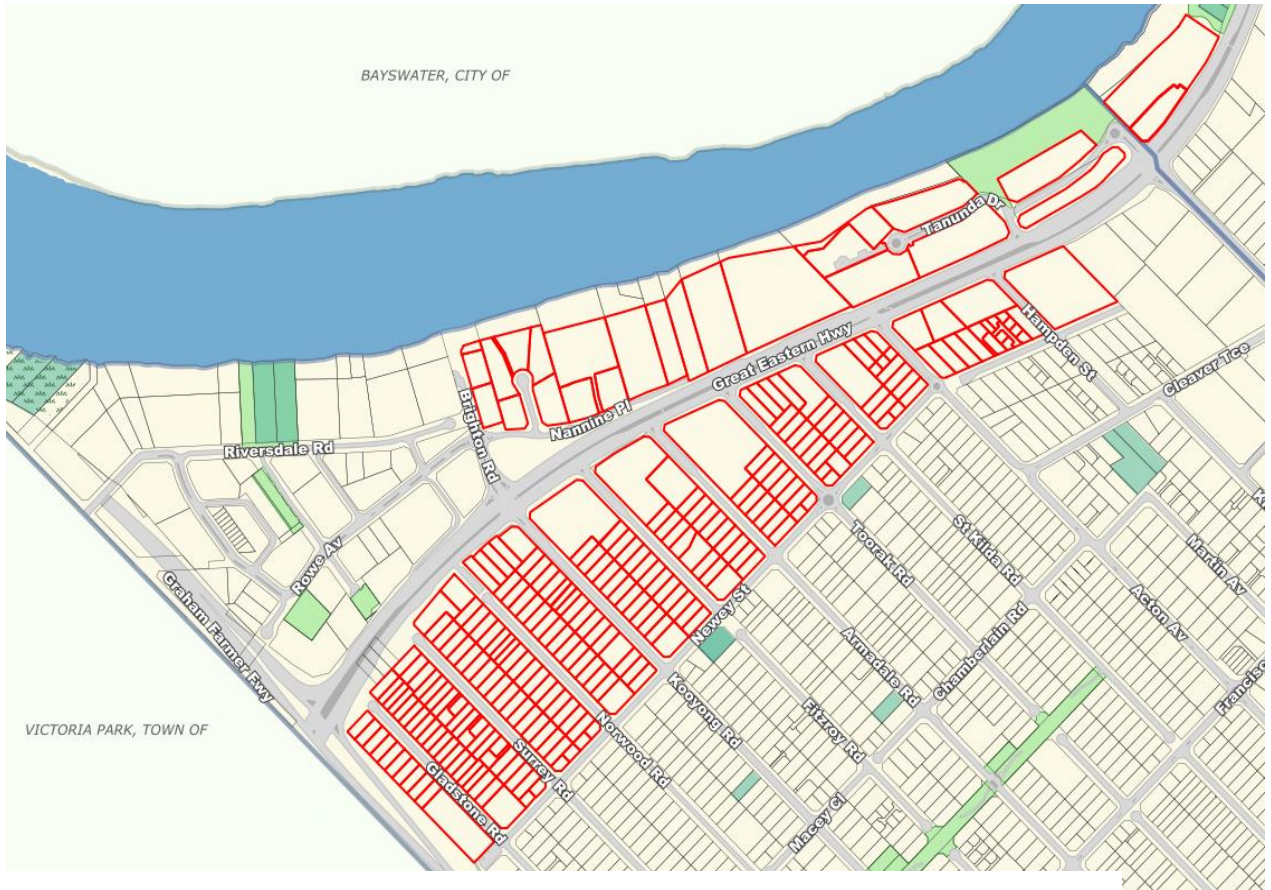 BAYSWATER, CITY OF
Tanunda Dr
Great Eastern Hwy
Hampden St
Cleaver Tce
Nannine Pl
Brighton Rd
Riversdale Rd
Rowe Av
Graham Farmer Fwy
Toorak Rd
St Kilda Rd
Martin Av
Acton Av
Newey St
Armadale Rd
Chamberlain Rd
Francisc
Kooyong Rd
Fitzroy Rd
Norwood Rd
Surrey Rd
Gladstone Rd
Macey Cl
VICTORIA PARK, TOWN OF